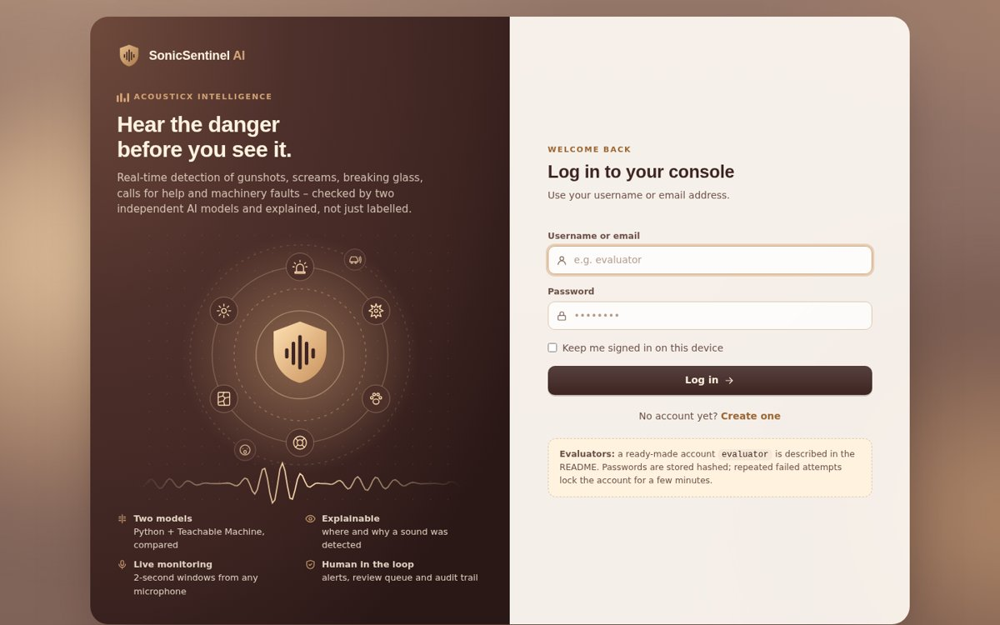 SonicSentinel AI
ACOUSTICX INTELLIGENCE
Hear the danger
before you see it.
Real-time detection of gunshots, screams, breaking glass,
calls for help and machinery faults – checked by two
independent AI models and explained, not just labelled.
Two models
Python + Teachable Machine,
compared
Explainable
where and why a sound was
detected
Live monitoring
2-second windows from any
microphone
Human in the loop
alerts, review queue and audit trail
WELCOME BACK
Log in to your console
Use your username or email address.
Username or email
e.g. evaluator
Password
••••••••
Keep me signed in on this device
Log in →
No account yet? Create one
Evaluators: a ready-made account evaluator is described in the
README. Passwords are stored hashed; repeated failed attempts
lock the account for a few minutes.